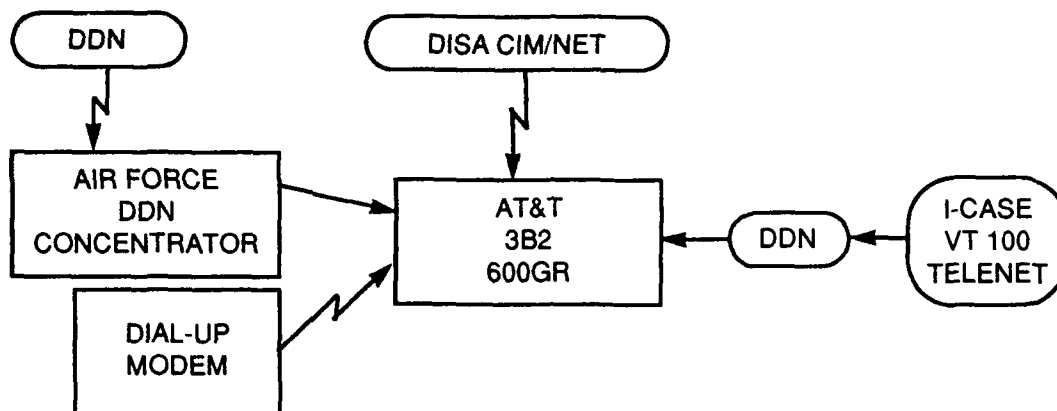 DDN
DISA CIM/NET
AIR FORCE
DDN
CONCENTRATOR
AT&T
3B2
600GR
DDN
I-CASE
VT 100
TELENET
DIAL-UP
MODEM